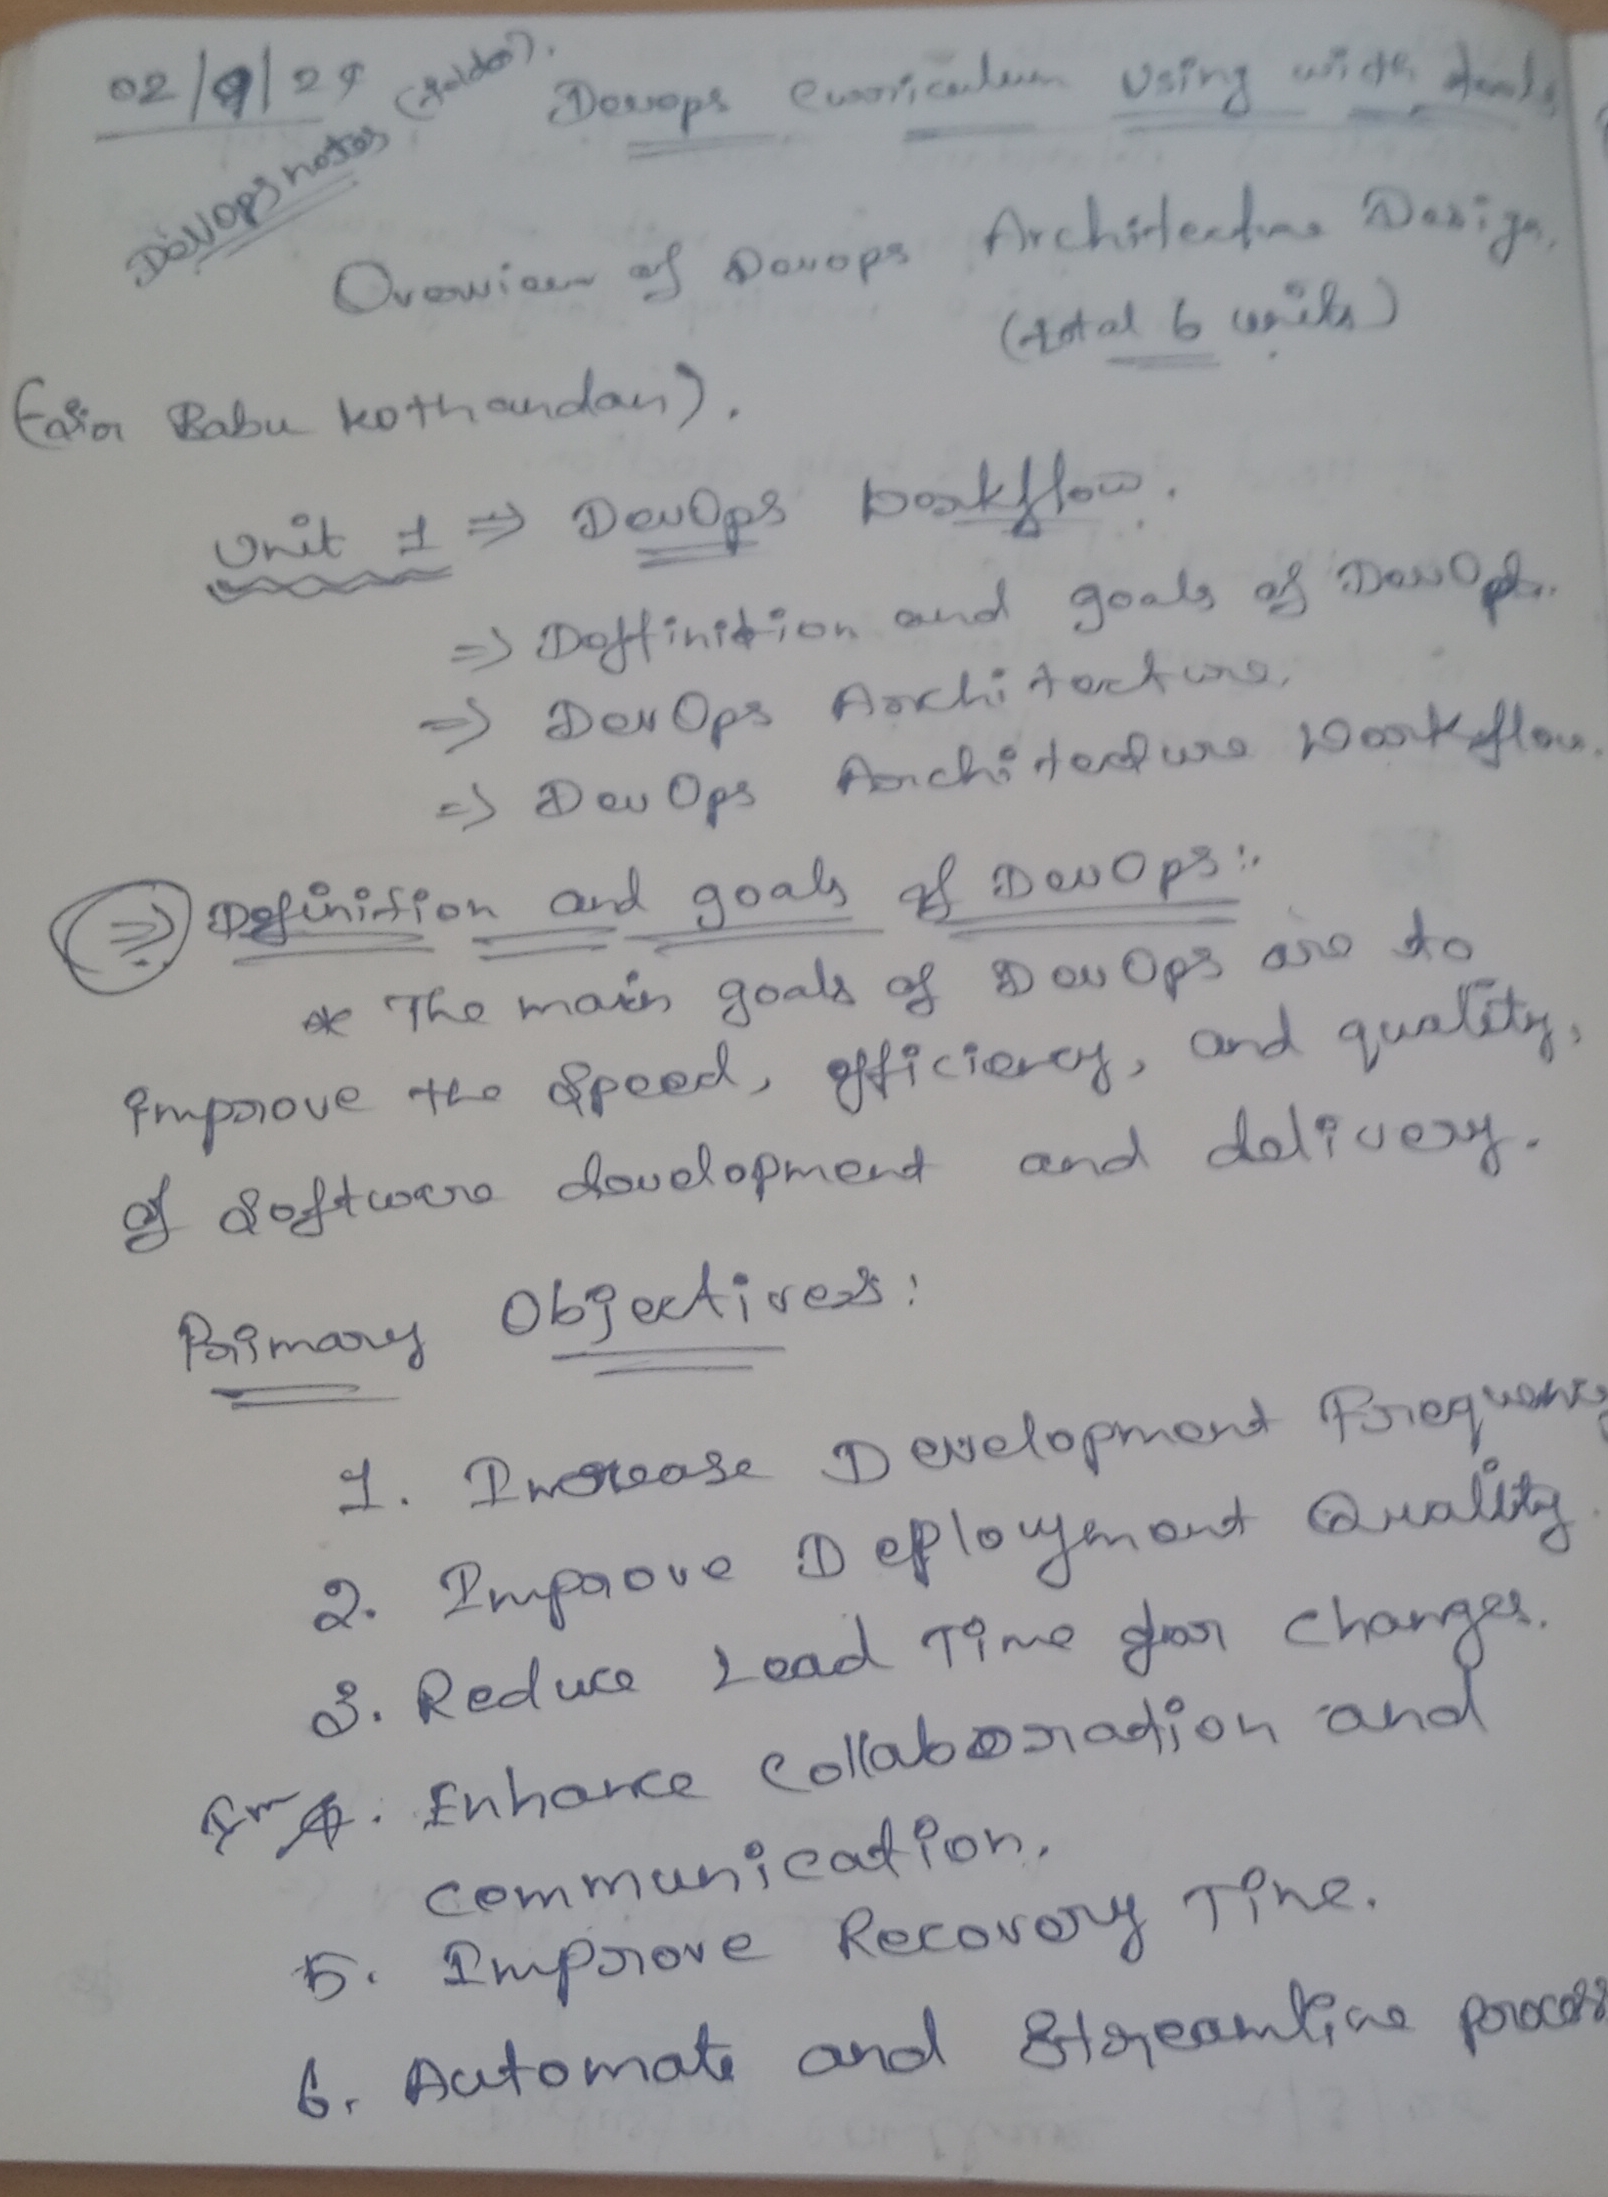 02/9/24
DevOps notes (folder).
Devops Curriculum Using with tools
Overview of Devops Architecture Design.
(total 6 units)
Babu kothandan).
Unit 1 => DevOps Workflow.
=> Deffinition and goals of DevOps.
=> DevOps Architecture.
=> DevOps Architecture Workflow.
=> Definition and goals of DevOps:
* The main goals of DevOps are to
improve the speed, efficiency, and quality,
of software development and delivery.
Primary Objectives:
1. Increase Development Frequency
2. Improve Deployment Quality
3. Reduce Lead Time for changes.
Im 4. Enhance Collaboration and
communication.
5. Improve Recovery Time.
6. Automate and Streamline process